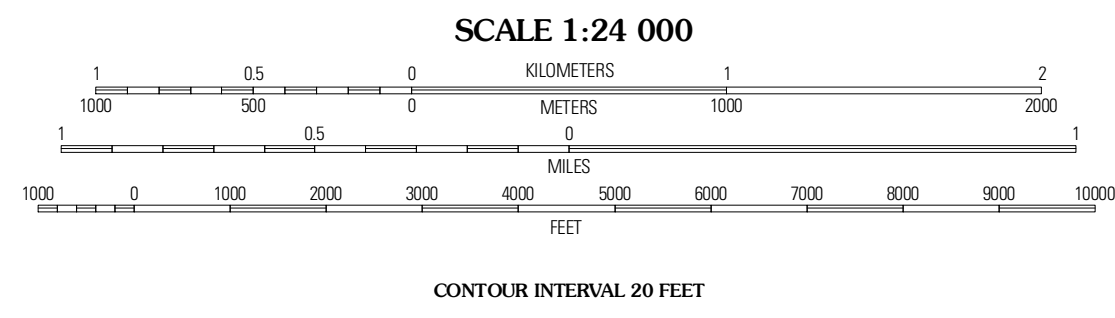 SCALE 1:24 000
1 0.5 0 KILOMETERS 1 2
1000 500 0 METERS 1000 2000
1 0.5 0 1
MILES
1000 0 1000 2000 3000 4000 5000 6000 7000 8000 9000 10000
FEET
CONTOUR INTERVAL 20 FEET